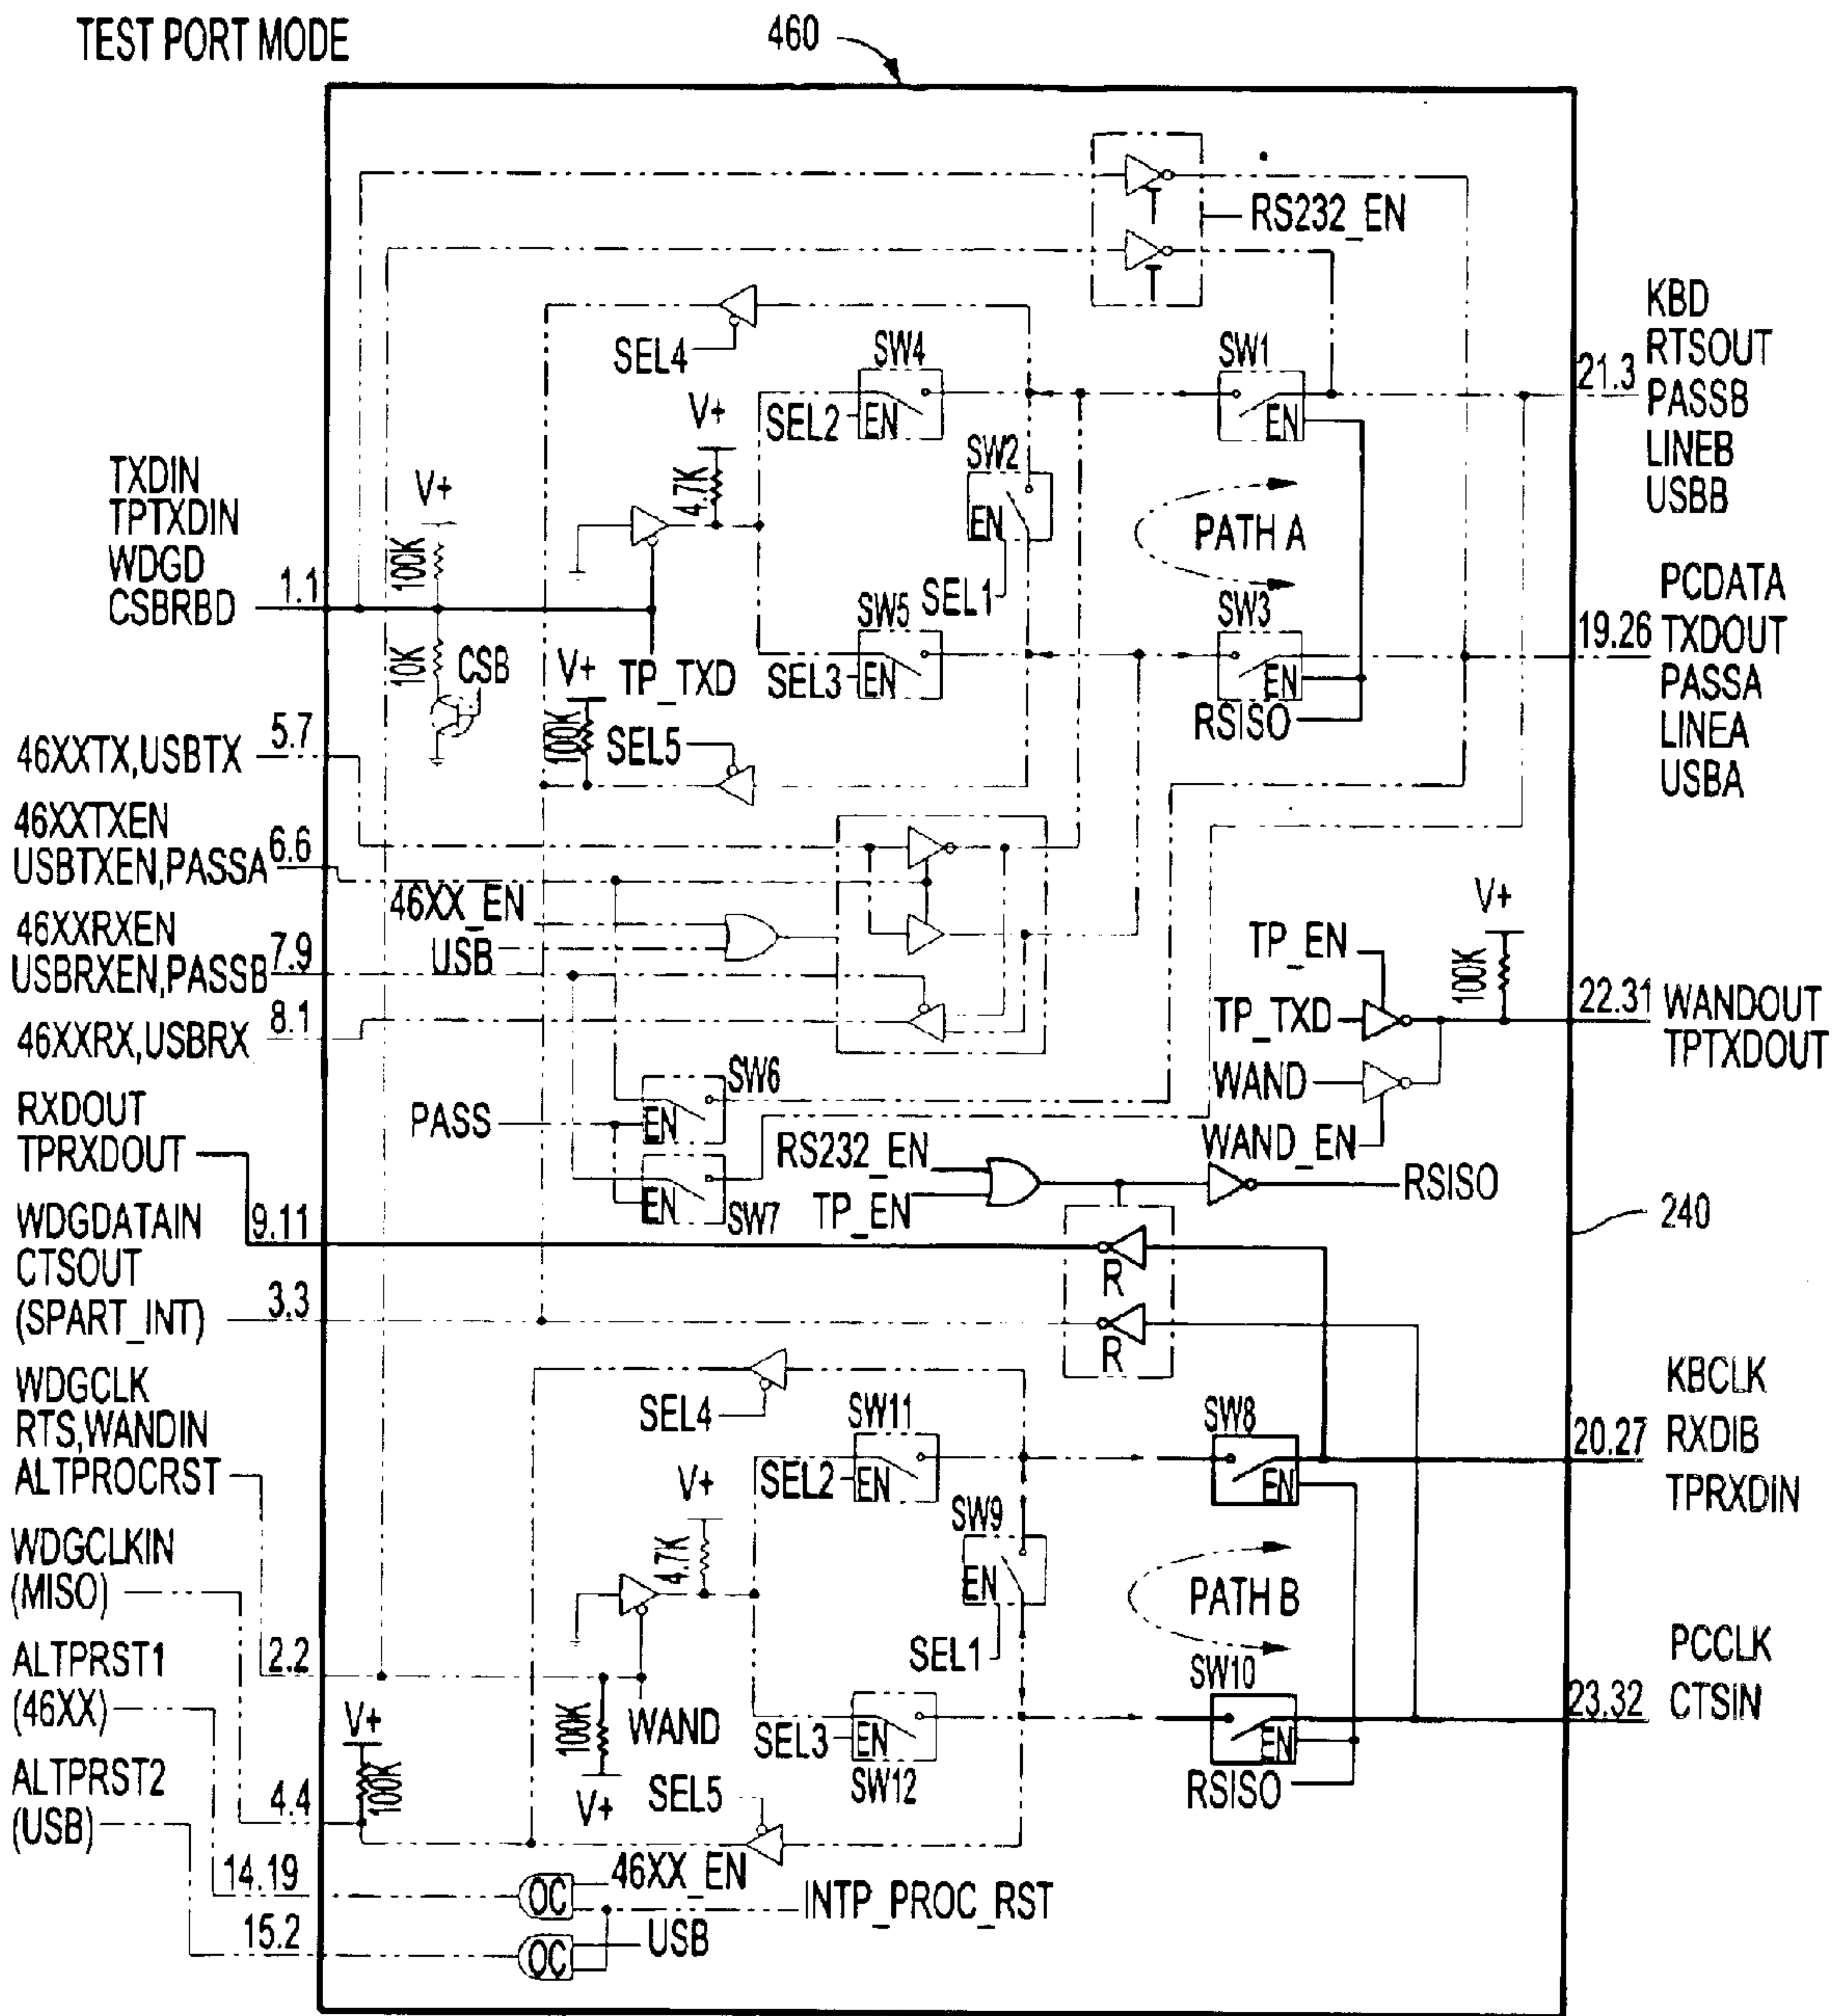 TEST PORT MODE
460
RS232_EN
SEL4
SW4
SEL2
EN
SW1
EN
21.3
KBD
RTSOUT
PASSB
LINEB
USBB
V+
4.7K
SW2
EN
SEL1
PATH A
TXDIN
TPTXDIN
WDGD
CSBRBD
1.1
V+
100K
10K
CSB
TP_TXD
SW5
SEL3
EN
SW3
EN
RSISO
19.26
PCDATA
TXDOUT
PASSA
LINEA
USBA
V+
100K
SEL5
46XXTX,USBTX
5.7
46XXTXEN
USBTXEN,PASSA
6.6
46XX_EN
USB
46XXRXEN
USBRXEN,PASSB
7.9
46XXRX,USBRX
8.1
TP_EN
TP_TXD
V+
100K
22.31
WANDOUT
TPTXDOUT
WAND
WAND_EN
PASS
SW6
EN
EN
SW7
RS232_EN
TP_EN
RSISO
240
RXDOUT
TPRXDOUT
9.11
R
WDGDATAIN
CTSOUT
(SPART_INT)
3.3
R
SEL4
SW11
SEL2
EN
SW8
EN
20.27
KBCLK
RXDIB
TPRXDIN
WDGCLK
RTS,WANDIN
ALTPROCRST
2.2
V+
4.7K
SW9
EN
SEL1
PATH B
WDGCLKIN
(MISO)
4.4
V+
100K
100K
V+
WAND
SEL3
EN
SW12
SW10
EN
RSISO
23.32
PCCLK
CTSIN
SEL5
ALTPRST1
(46XX)
14.19
OC
46XX_EN
INTP_PROC_RST
ALTPRST2
(USB)
15.2
OC
USB